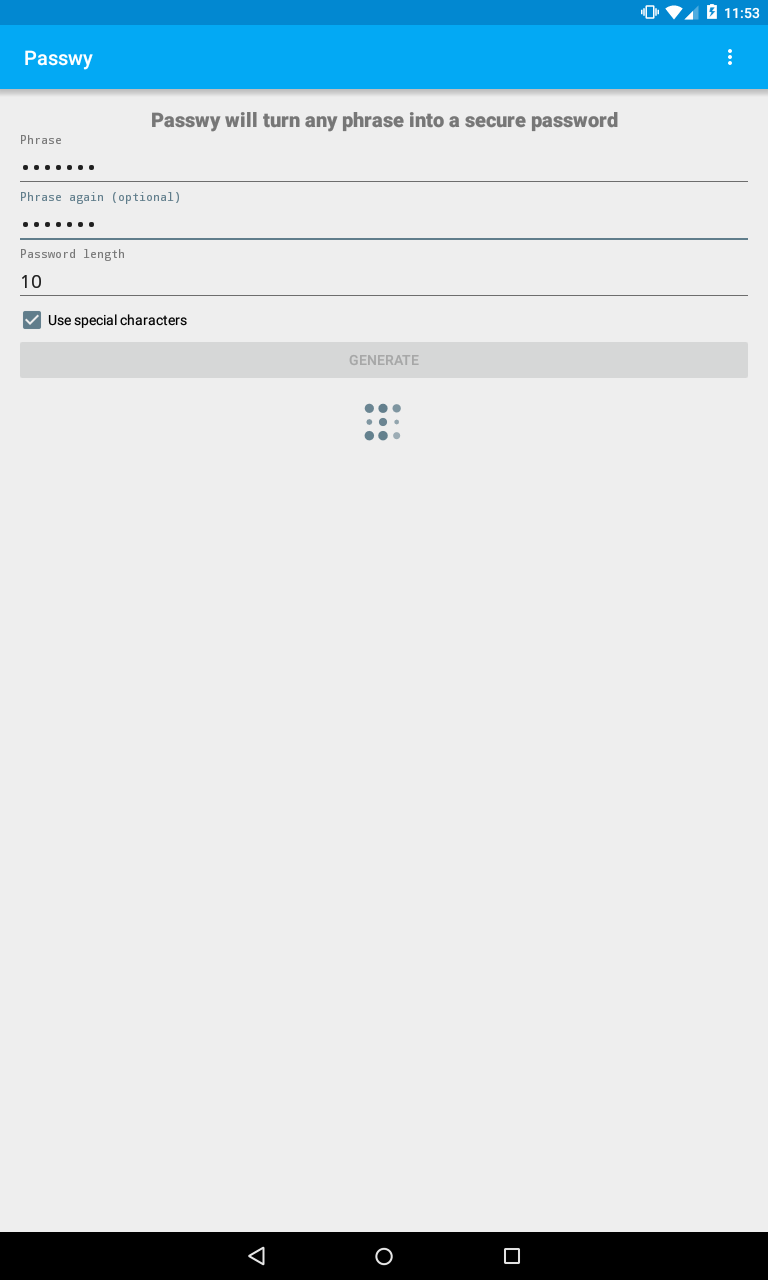 11:53
Passwy
Passwy will turn any phrase into a secure password
Phrase
•••••••
Phrase again (optional)
•••••••
Password length
10
Use special characters
GENERATE